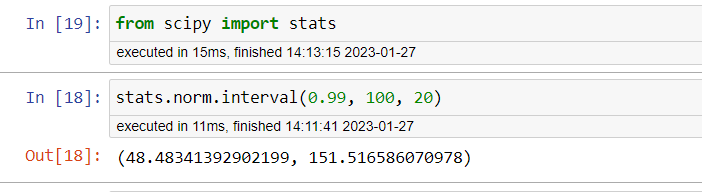 In [19]: from scipy import stats
executed in 15ms, finished 14:13:15 2023-01-27
In [18]: stats.norm.interval(0.99, 100, 20)
executed in 11ms, finished 14:11:41 2023-01-27
Out[18]: (48.48341392902199, 151.516586070978)